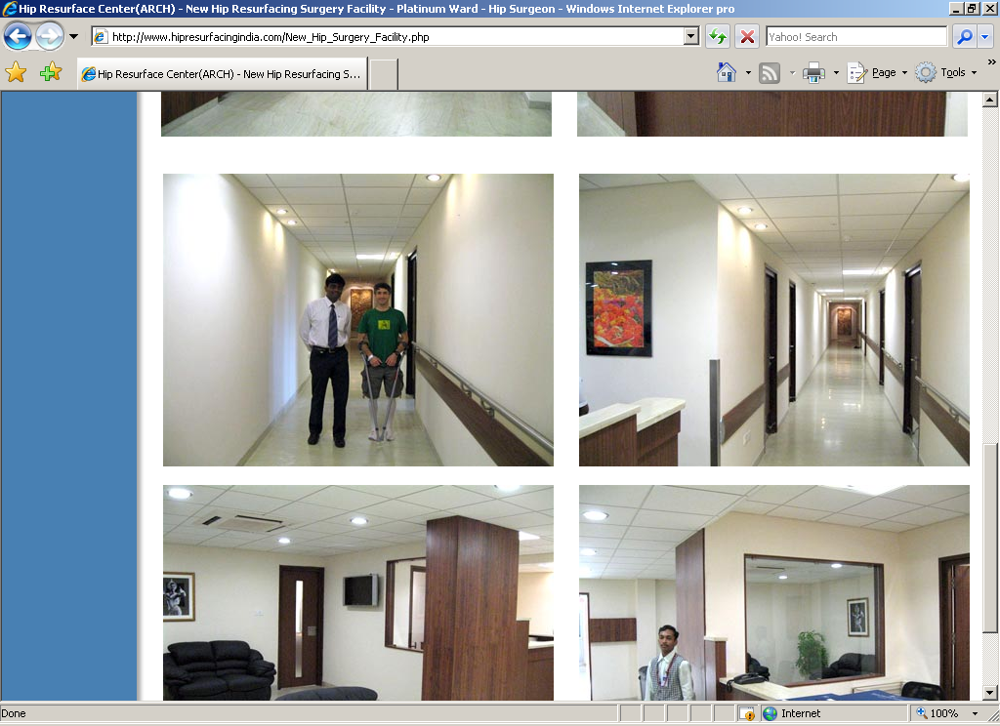 Hip Resurface Center(ARCH) - New Hip Resurfacing Surgery Facility - Platinum Ward - Hip Surgeon - Windows Internet Explorer pro
http://www.hipresurfacingindia.com/New_Hip_Surgery_Facility.php
Yahoo! Search
Hip Resurface Center(ARCH) - New Hip Resurfacing S...
Page
Tools
»
Done
Internet
100%